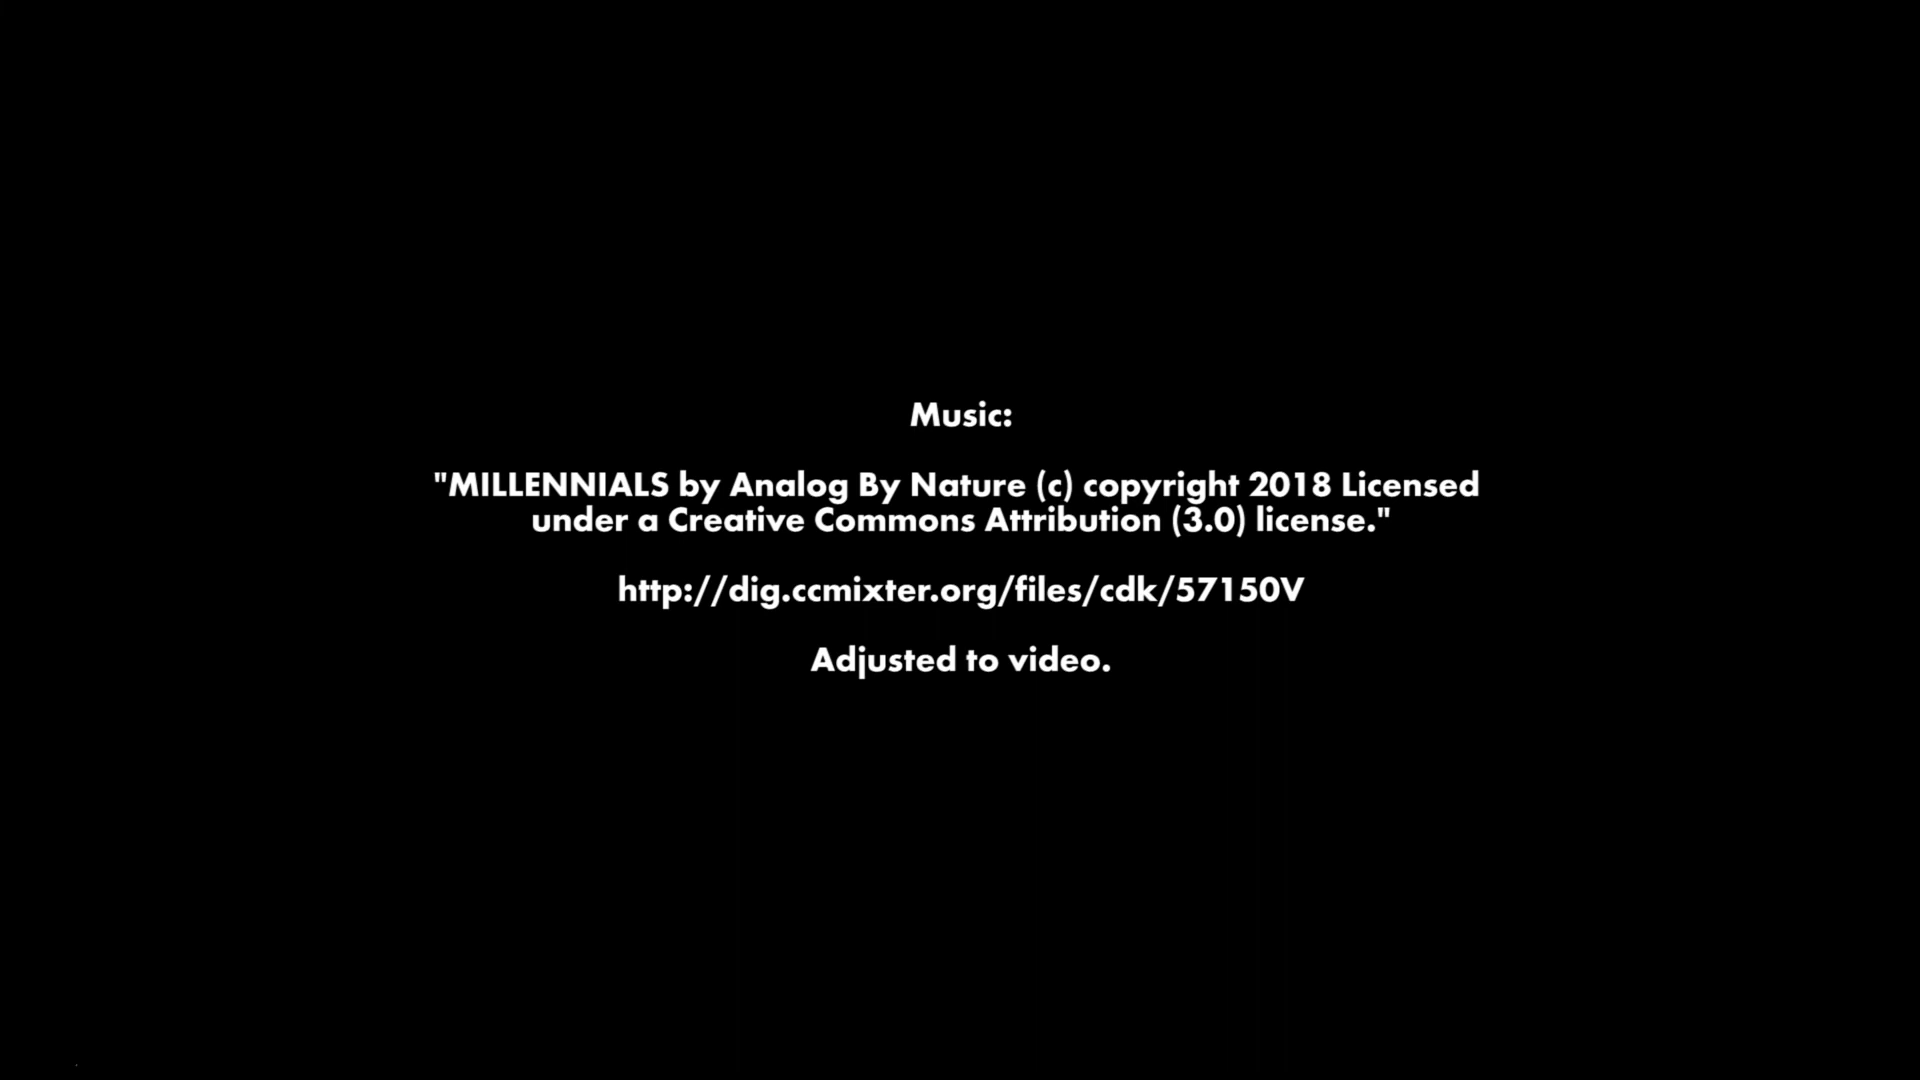 Music:
"MILLENNIALS by Analog By Nature (c) copyright 2018 Licensed
under a Creative Commons Attribution (3.0) license."
http://dig.ccmixter.org/files/cdk/57150V
Adjusted to video.